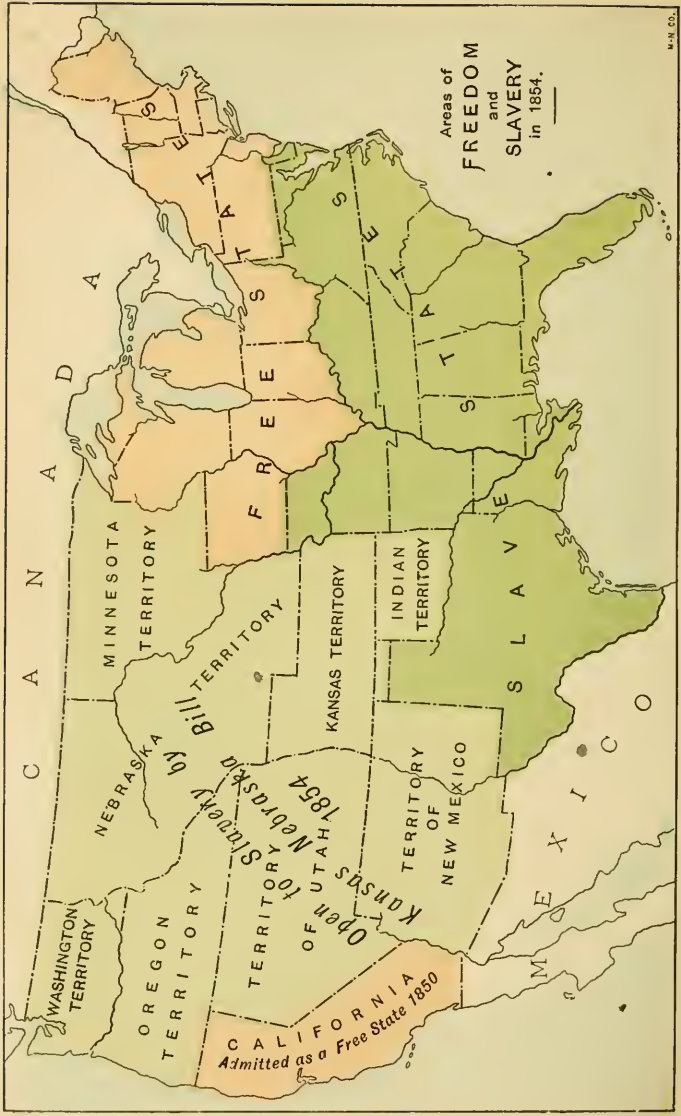 Areas of
FREEDOM
and
SLAVERY
in 1854.
CANADA
WASHINGTON
TERRITORY
OREGON
TERRITORY
NEBRASKA
TERRITORY
MINNESOTA
TERRITORY
TERRITORY
OF UTAH
KANSAS TERRITORY
INDIAN
TERRITORY
TERRITORY
OF
NEW MEXICO
Open to Slavery by
Kansas Nebraska Bill
1854
CALIFORNIA
Admitted as a Free State 1850
FREE STATES
SLAVE STATES
MEXICO
M-N CO.